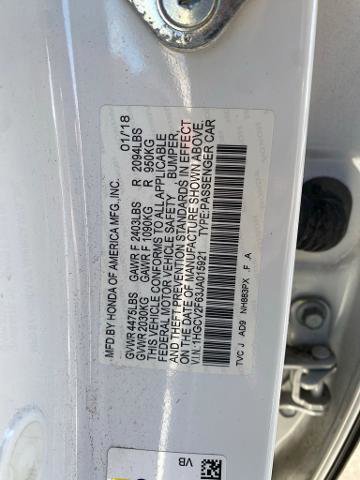 MFD BY HONDA OF AMERICA MFG.,INC. 01/18
GVWR 4475LBS GAWR F 2403LBS R 2094LBS
GVWR 2030KG GAWR F 1090KG R 950KG
THIS VEHICLE CONFORMS TO ALL APPLICABLE
FEDERAL MOTOR VEHICLE SAFETY BUMPER,
AND THEFT PREVENTION STANDARDS IN EFFECT
ON THE DATE OF MANUFACTURE SHOWN ABOVE.
V.I.N. 1HGCV2F63JA015921 TYPE:PASSENGER CAR
TVC J AD9 NH883PX .F .A
VB